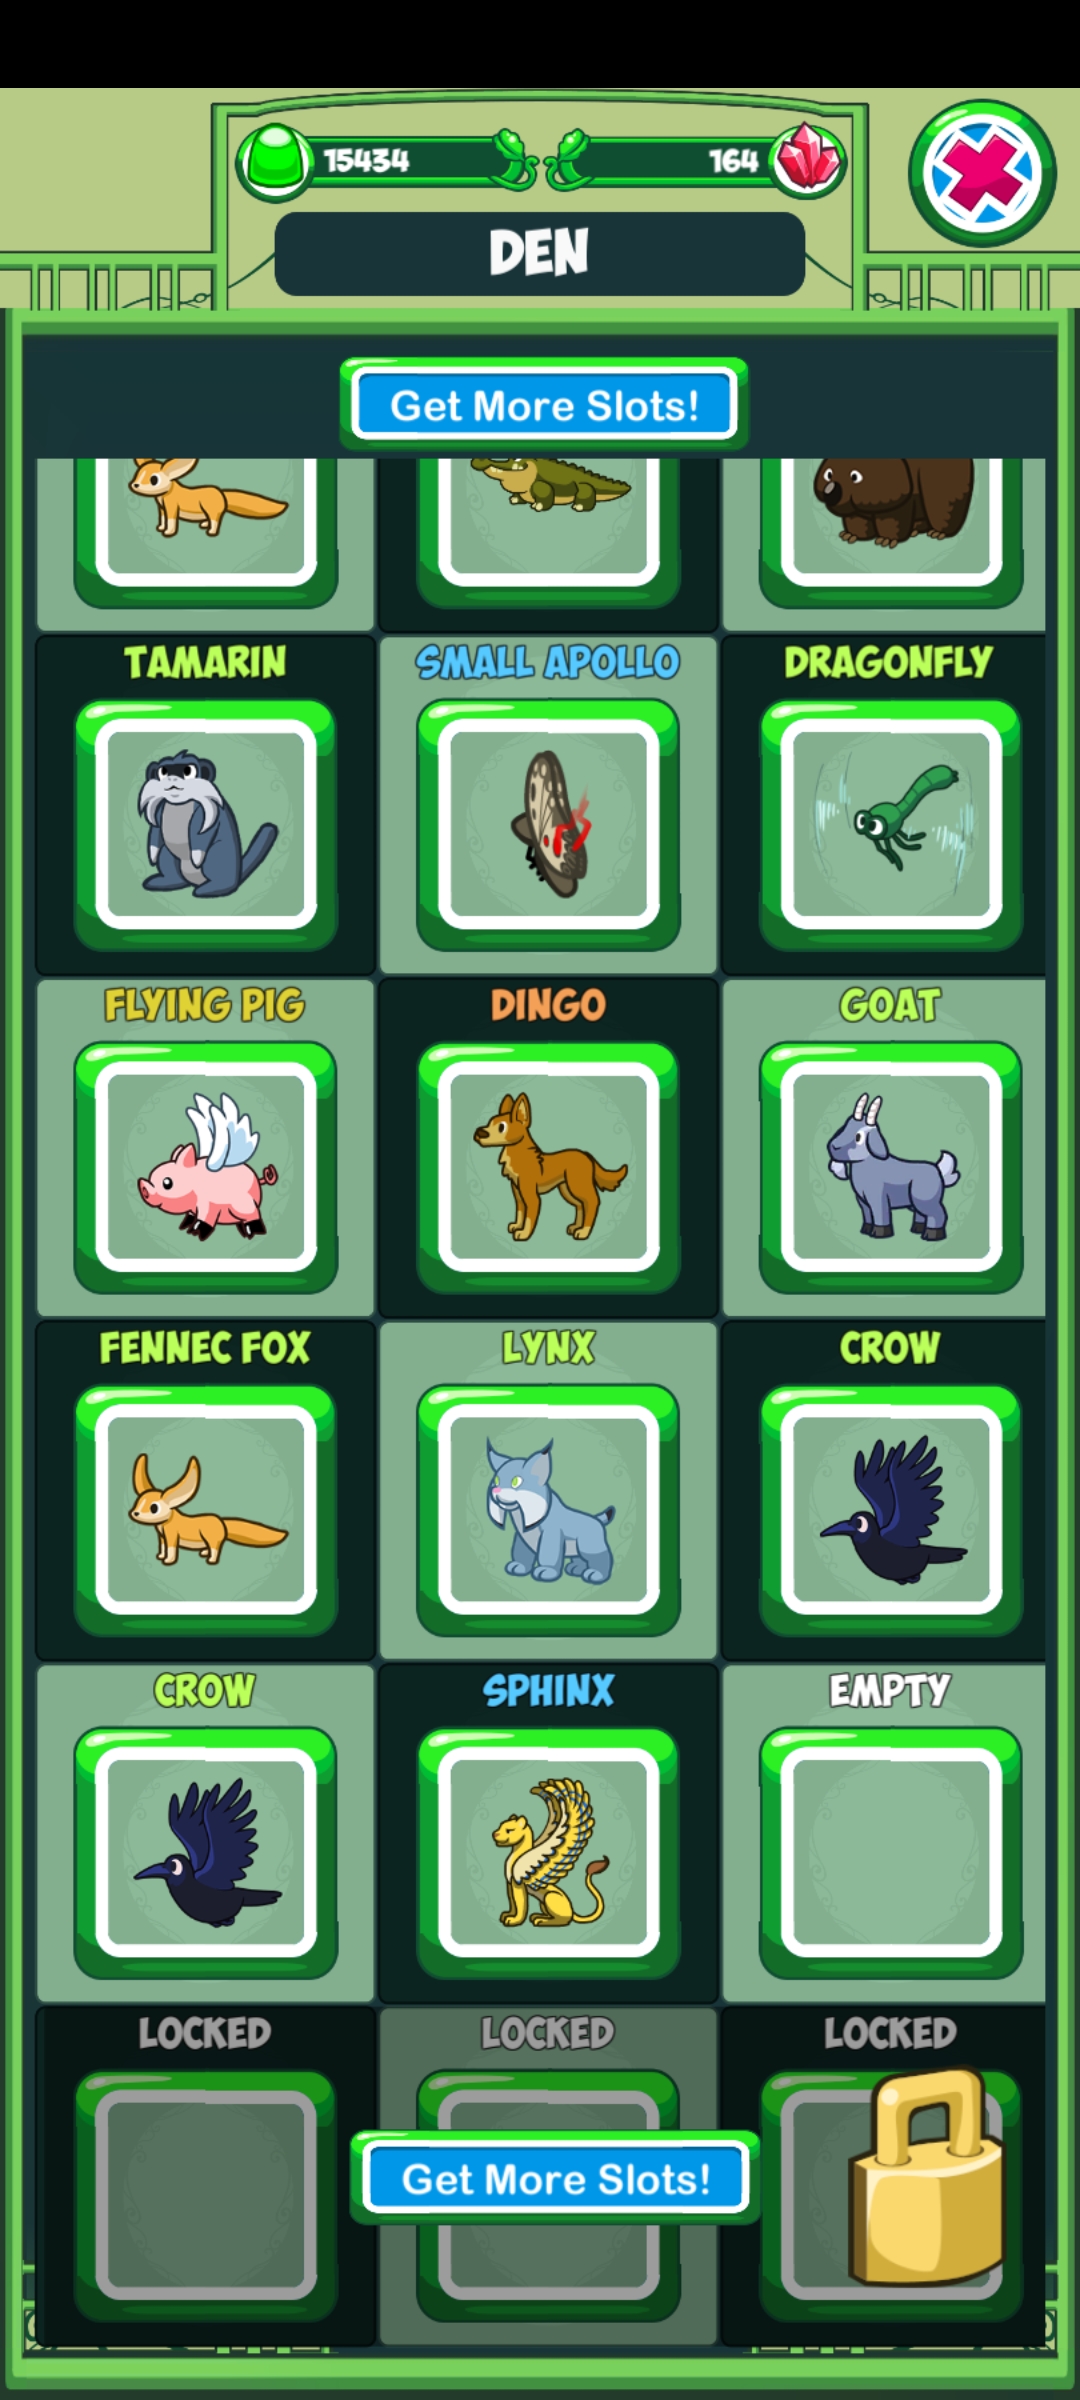 15434
164
DEN
Get More Slots!
TAMARIN
SMALL APOLLO
DRAGONFLY
FLYING PIG
DINGO
GOAT
FENNEC FOX
LYNX
CROW
CROW
SPHINX
EMPTY
LOCKED
LOCKED
LOCKED
Get More Slots!